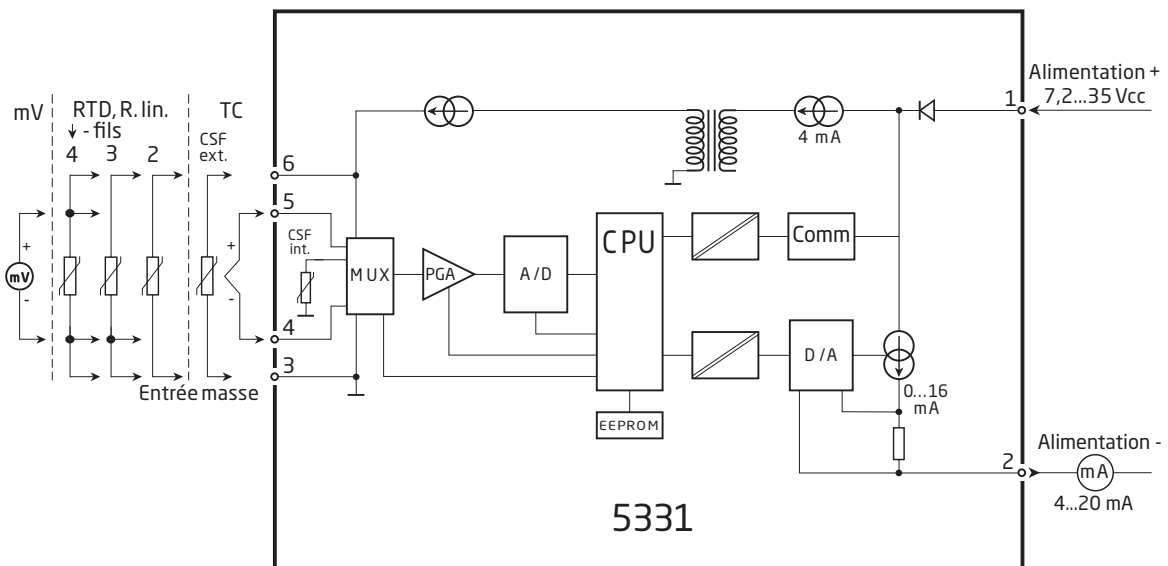 mV
RTD, R. lin.
- fils
4 3 2
TC
CSF
ext.
+
mV
-
+
-
Entrée masse
6
5
4
3
CSF
int.
MUX
PGA
A/D
CPU
EEPROM
Comm
D/A
4 mA
0...16
mA
1
Alimentation +
7,2...35 Vcc
2
Alimentation -
mA
4...20 mA
5331